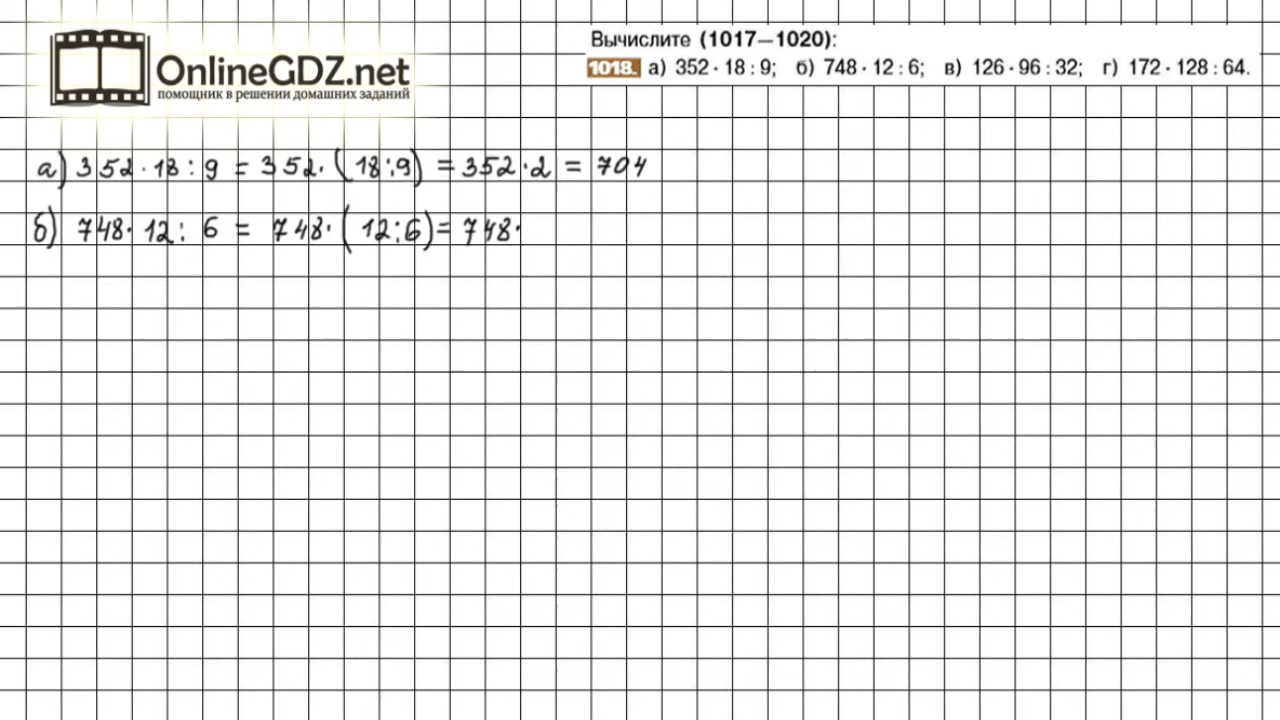 OnlineGDZ.net
помощник в решении домашних заданий
Вычислите (1017—1020):
1018. а) 352 · 18 : 9; б) 748 · 12 : 6; в) 126 · 96 : 32; г) 172 · 128 : 64.
а) 352 · 18 : 9 = 352 · (18 : 9) = 352 · 2 = 704
б) 748 · 12 : 6 = 748 · (12 : 6) = 748 ·